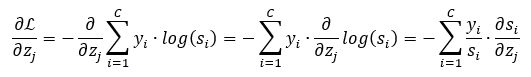 ∂ℒ/∂z_j = −∂/∂z_j ∑_{i=1}^{C} y_i · log(s_i) = −∑_{i=1}^{C} y_i · ∂/∂z_j log(s_i) = −∑_{i=1}^{C} y_i/s_i · ∂s_i/∂z_j